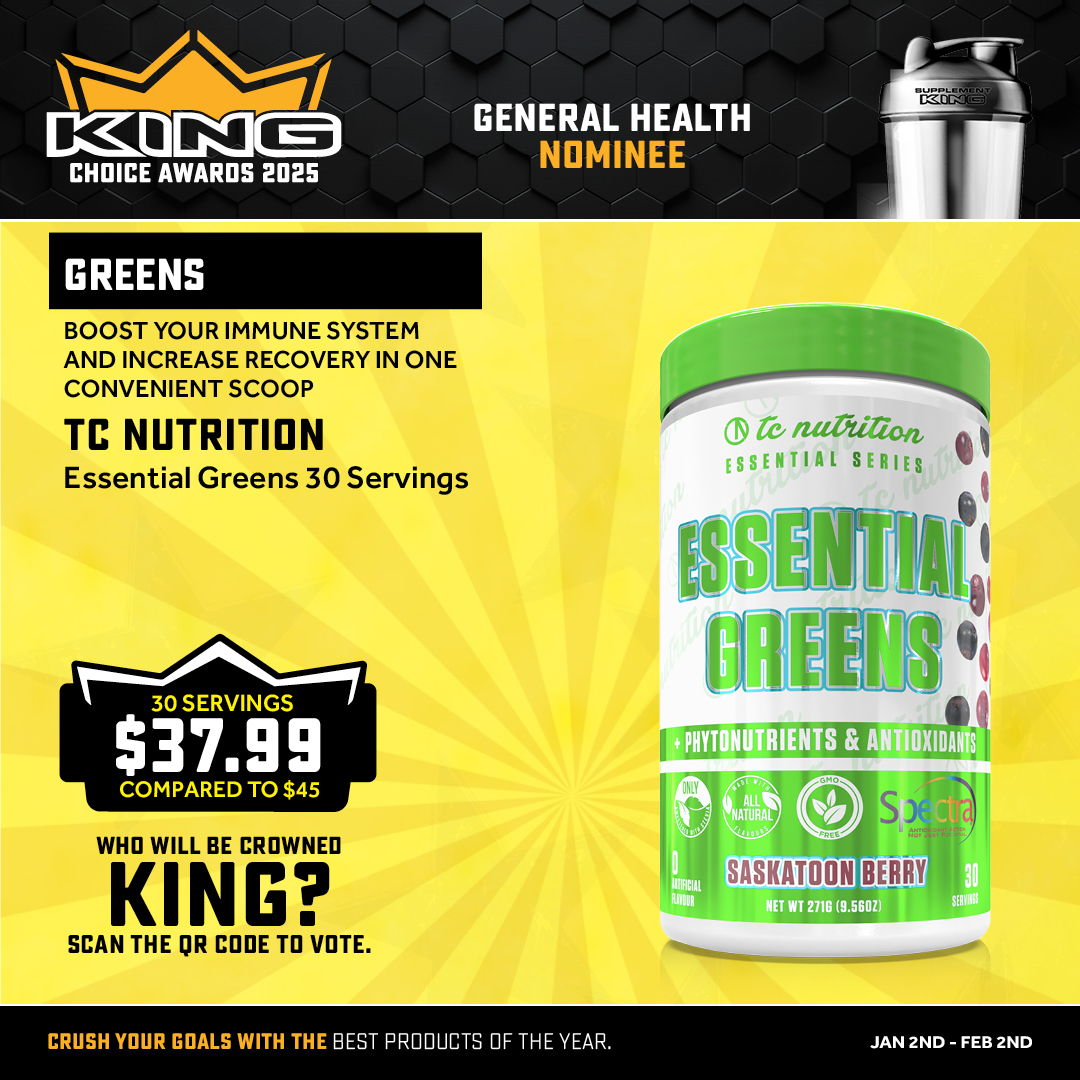 KING
CHOICE AWARDS 2025
GENERAL HEALTH
NOMINEE
SUPPLEMENT
KING
GREENS
BOOST YOUR IMMUNE SYSTEM
AND INCREASE RECOVERY IN ONE
CONVENIENT SCOOP
TC NUTRITION
Essential Greens 30 Servings
tc nutrition
ESSENTIAL SERIES
ESSENTIAL
GREENS
+ PHYTONUTRIENTS & ANTIOXIDANTS
ONLY
MADE WITH
ALL
NATURAL
FLAVOURS
GMO
FREE
Spectra
SASKATOON BERRY
0
ARTIFICIAL
FLAVOUR
30
SERVINGS
NET WT 271G (9.56OZ)
30 SERVINGS
$37.99
COMPARED TO $45
WHO WILL BE CROWNED
KING?
SCAN THE QR CODE TO VOTE.
CRUSH YOUR GOALS WITH THE BEST PRODUCTS OF THE YEAR.
JAN 2ND - FEB 2ND